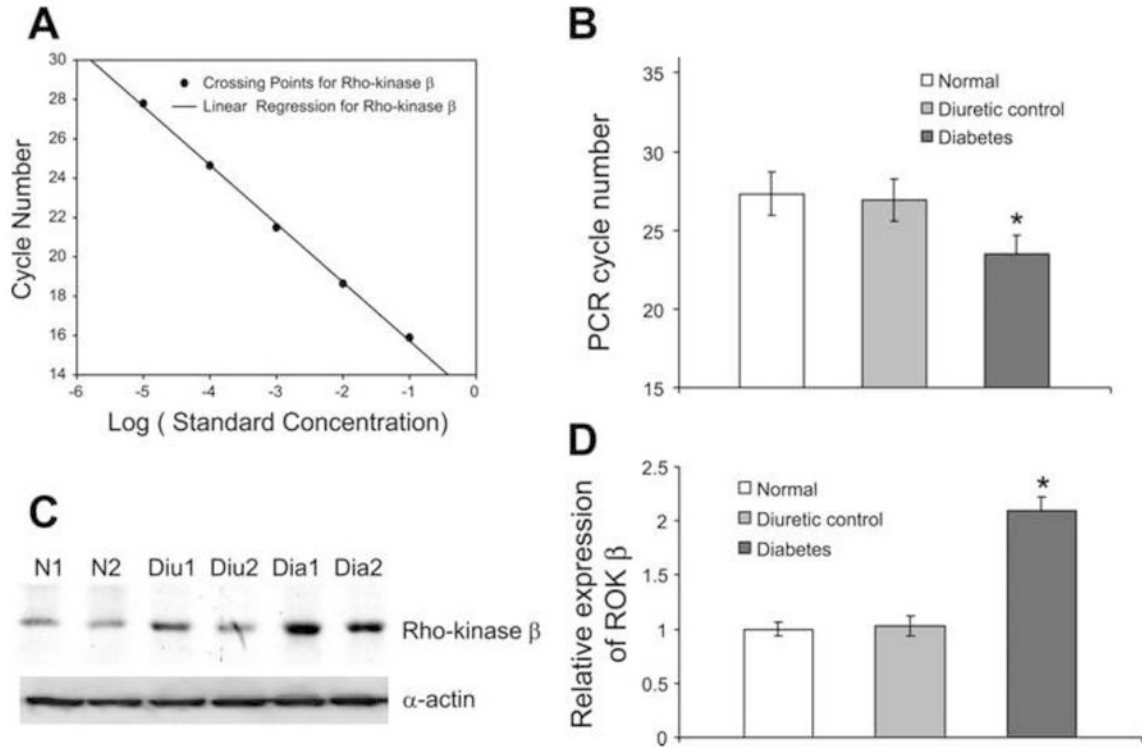 A
30
28
26
24
22
20
18
16
14
-6
-5
-4
-3
-2
-1
0
Cycle Number
Log ( Standard Concentration)
Crossing Points for Rho-kinase β
Linear Regression for Rho-kinase β
B
35
30
25
20
15
PCR cycle number
Normal
Diuretic control
Diabetes
*
C
N1 N2 Diu1 Diu2 Dia1 Dia2
Rho-kinase β
α-actin
D
2.5
2
1.5
1
0.5
0
Relative expression
of ROK β
Normal
Diuretic control
Diabetes
*